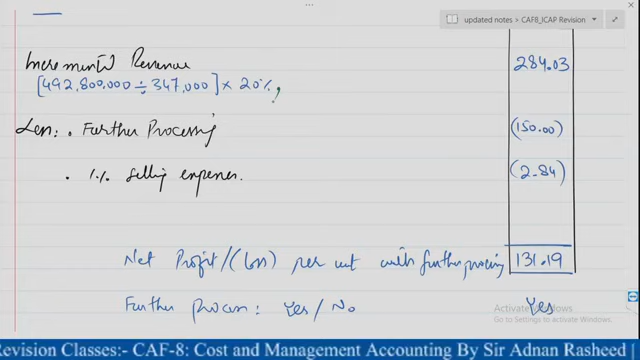 updated notes > CAF8_ICAP Revision
Incremental Revenue 284.03
[492,800,000 ÷ 347,000] × 20%
Less: • Further Processing (150.00)
• 1% Selling expenses (2.84)
Net Profit/(Loss) per unit with further processing 131.19
Further process: Yes / No Yes
Activate Windows
Go to Settings to activate Windows.
Revision Classes:- CAF-8: Cost and Management Accounting By Sir Adnan Rasheed |